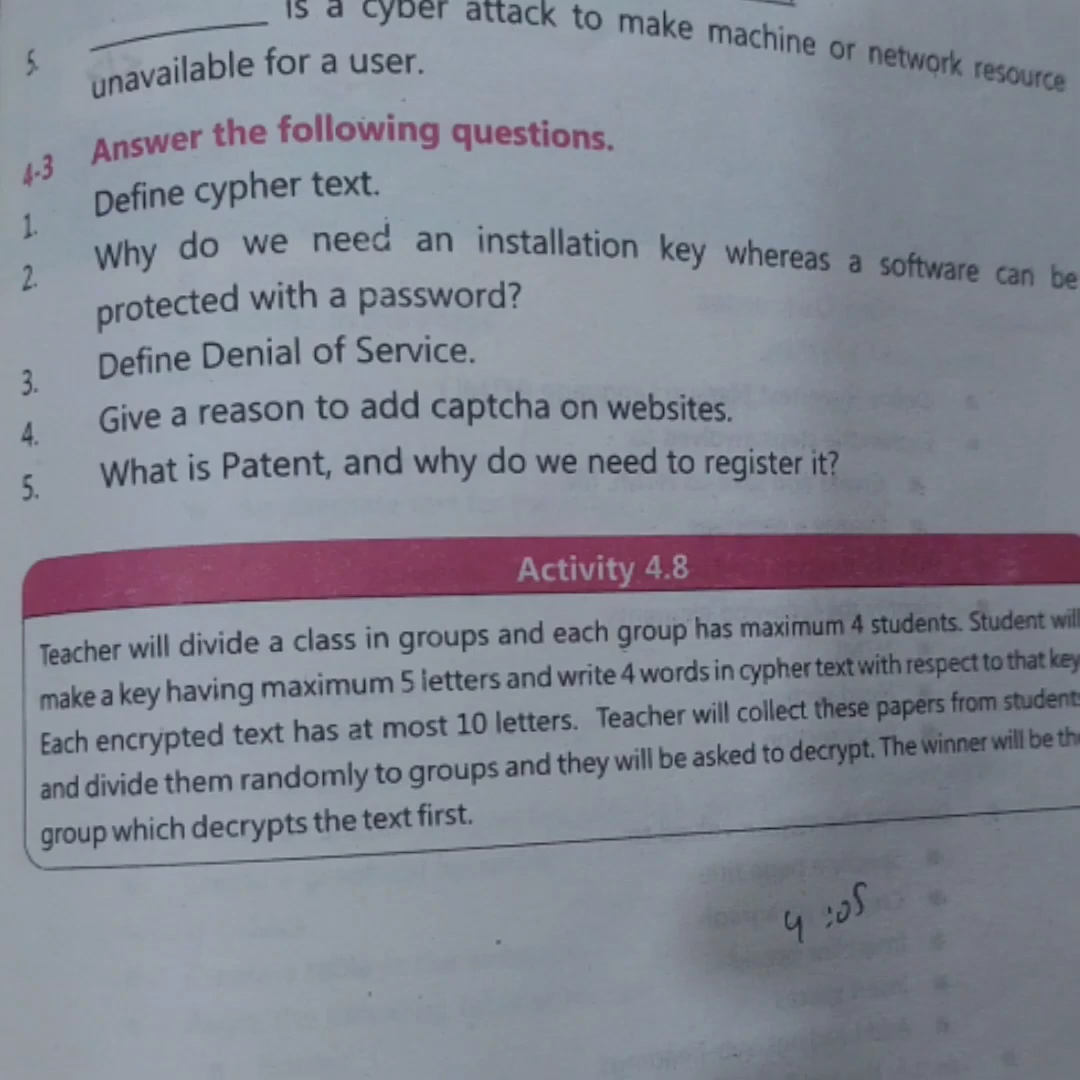 5. __________ is a cyber attack to make machine or network resource
unavailable for a user.
4.3 Answer the following questions.
1. Define cypher text.
2. Why do we need an installation key whereas a software can be
protected with a password?
3. Define Denial of Service.
4. Give a reason to add captcha on websites.
5. What is Patent, and why do we need to register it?
Activity 4.8
Teacher will divide a class in groups and each group has maximum 4 students. Student will
make a key having maximum 5 letters and write 4 words in cypher text with respect to that key
Each encrypted text has at most 10 letters. Teacher will collect these papers from students
and divide them randomly to groups and they will be asked to decrypt. The winner will be the
group which decrypts the text first.
4:05